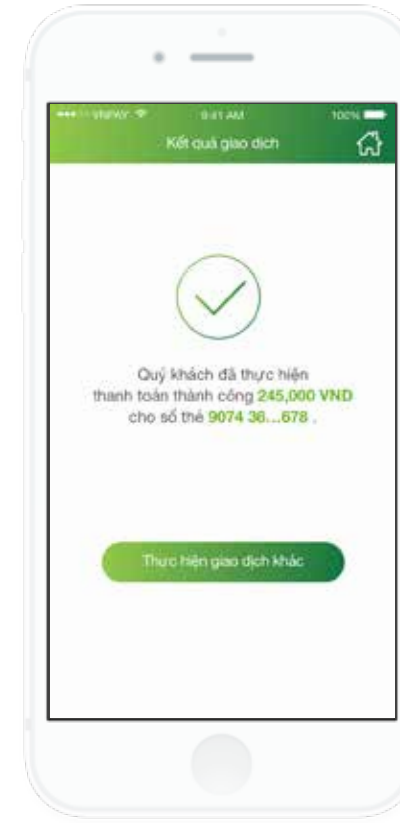 VNPAY 9:41 AM 100%
Kết quả giao dịch
Quý khách đã thực hiện
thanh toán thành công 245,000 VND
cho số thẻ 9074 36...678 .
Thực hiện giao dịch khác